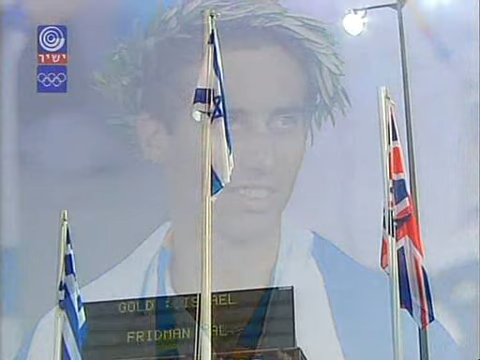 ישיר
GOLD : ISRAEL
FRIDMAN GAL